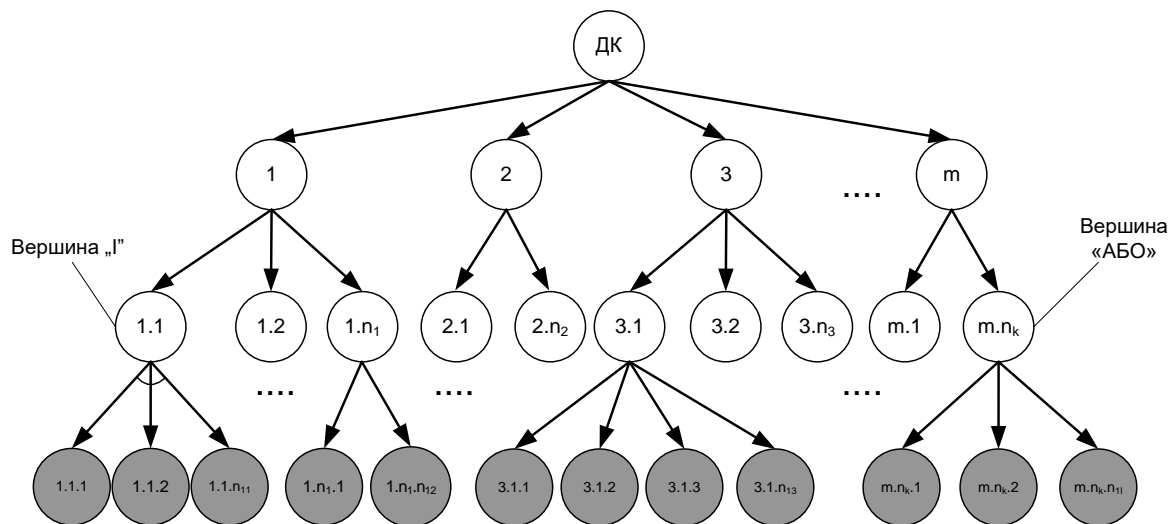 ДК
1
2
3
....
m
Вершина „І”
Вершина
«АБО»
1.1
1.2
1.n₁
2.1
2.n₂
3.1
3.2
3.n₃
m.1
m.nₖ
....
....
....
1.1.1
1.1.2
1.1.n₁₁
1.n₁.1
1.n₁.n₁₂
3.1.1
3.1.2
3.1.3
3.1.n₁₃
m.nₖ.1
m.nₖ.2
m.nₖ.n₁ₗ